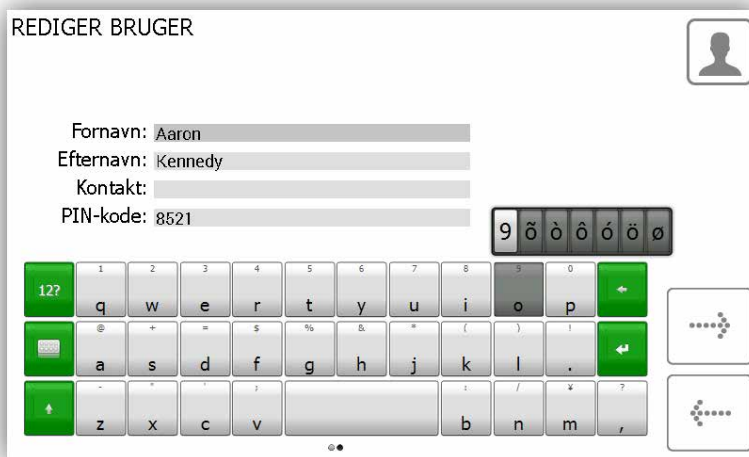 REDIGER BRUGER
Fornavn: Aaron
Efternavn: Kennedy
Kontakt:
PIN-kode: 8521
9 õ ò ô ó ö ø
1 2 3 4 5 6 7 8 9 0
12? q w e r t y u i o p
@ + = $ % & * ( ) !
a s d f g h j k l .
- " ' ; : / ¥ ?
z x c v b n m ,